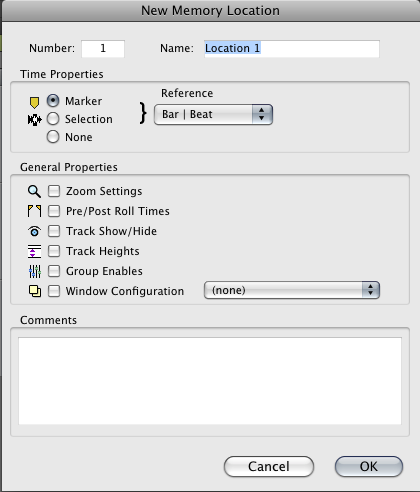 New Memory Location
Number: 1 Name: Location 1
Time Properties
Reference
Marker
Bar | Beat
Selection
None
General Properties
Zoom Settings
Pre/Post Roll Times
Track Show/Hide
Track Heights
Group Enables
Window Configuration (none)
Comments
Cancel OK